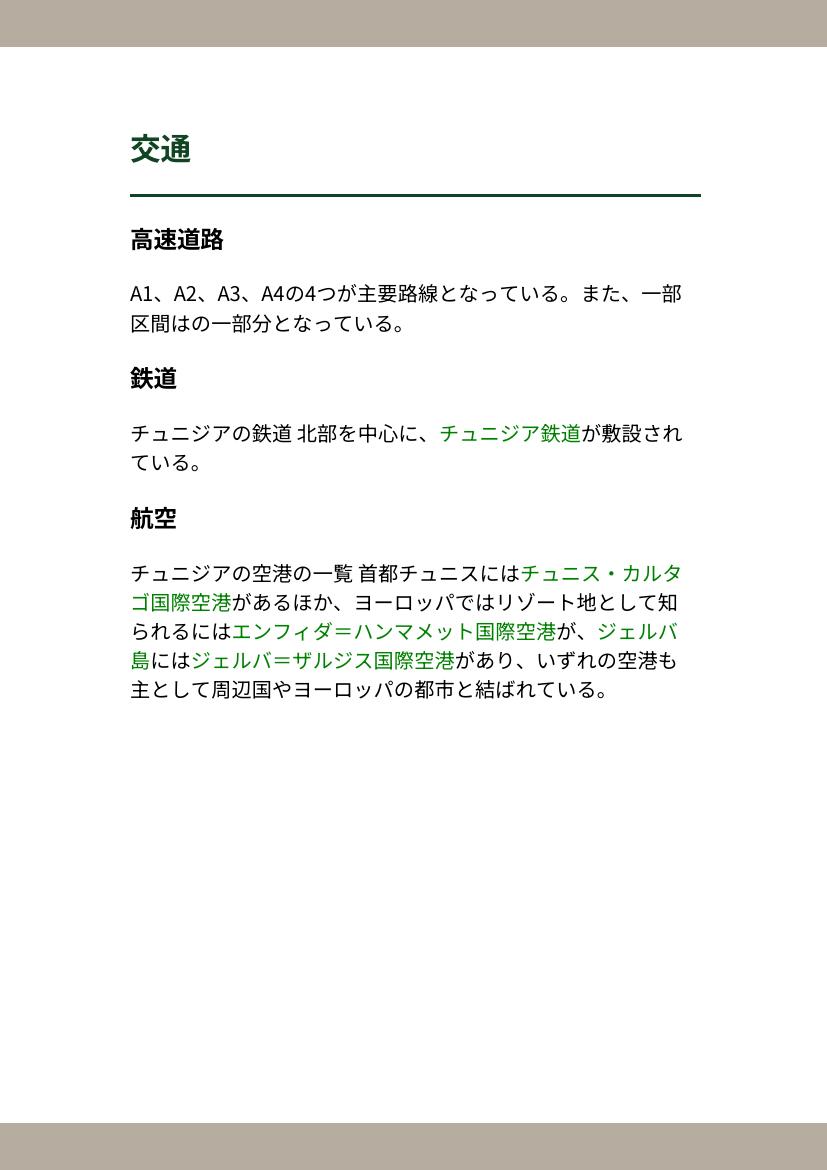 交通
高速道路
A1、A2、A3、A4の4つが主要路線となっている。また、一部
区間はの一部分となっている。
鉄道
チュニジアの鉄道 北部を中心に、チュニジア鉄道が敷設され
ている。
航空
チュニジアの空港の一覧 首都チュニスにはチュニス・カルタ
ゴ国際空港があるほか、ヨーロッパではリゾート地として知
られるにはエンフィダ＝ハンマメット国際空港が、ジェルバ
島にはジェルバ＝ザルジス国際空港があり、いずれの空港も
主として周辺国やヨーロッパの都市と結ばれている。